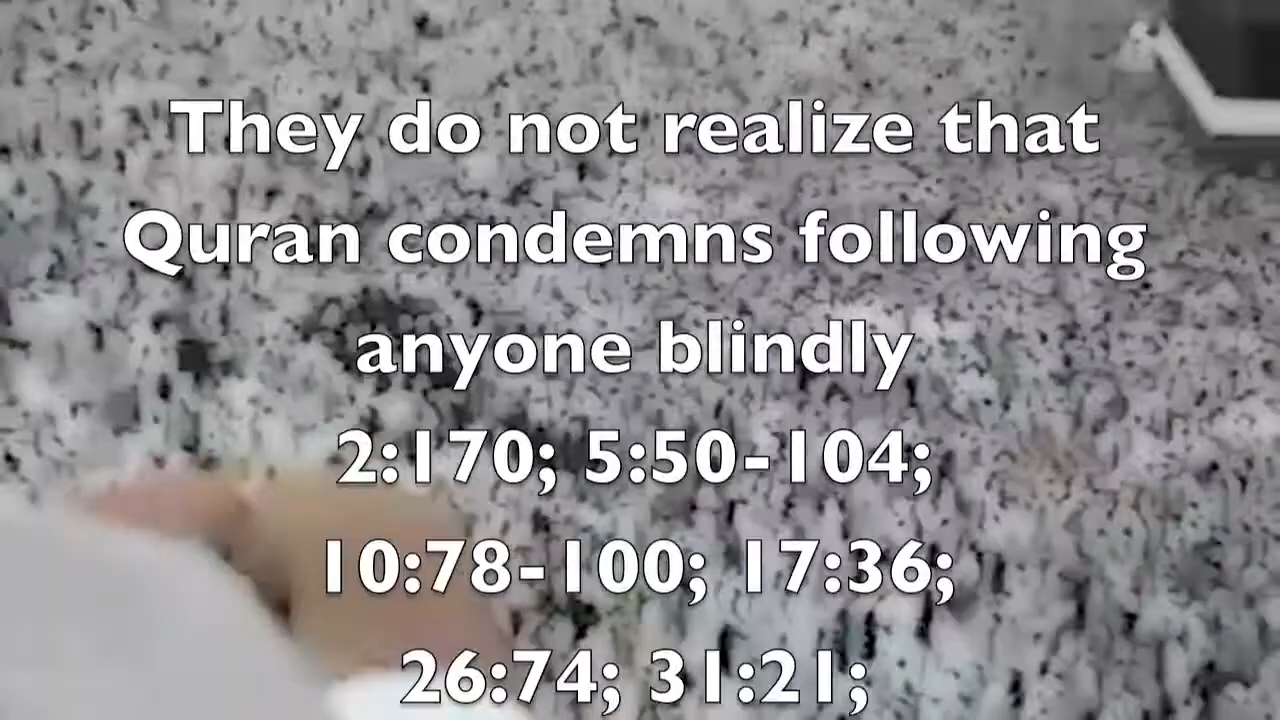 They do not realize that
Quran condemns following
anyone blindly
2:170; 5:50-104;
10:78-100; 17:36;
26:74; 31:21;